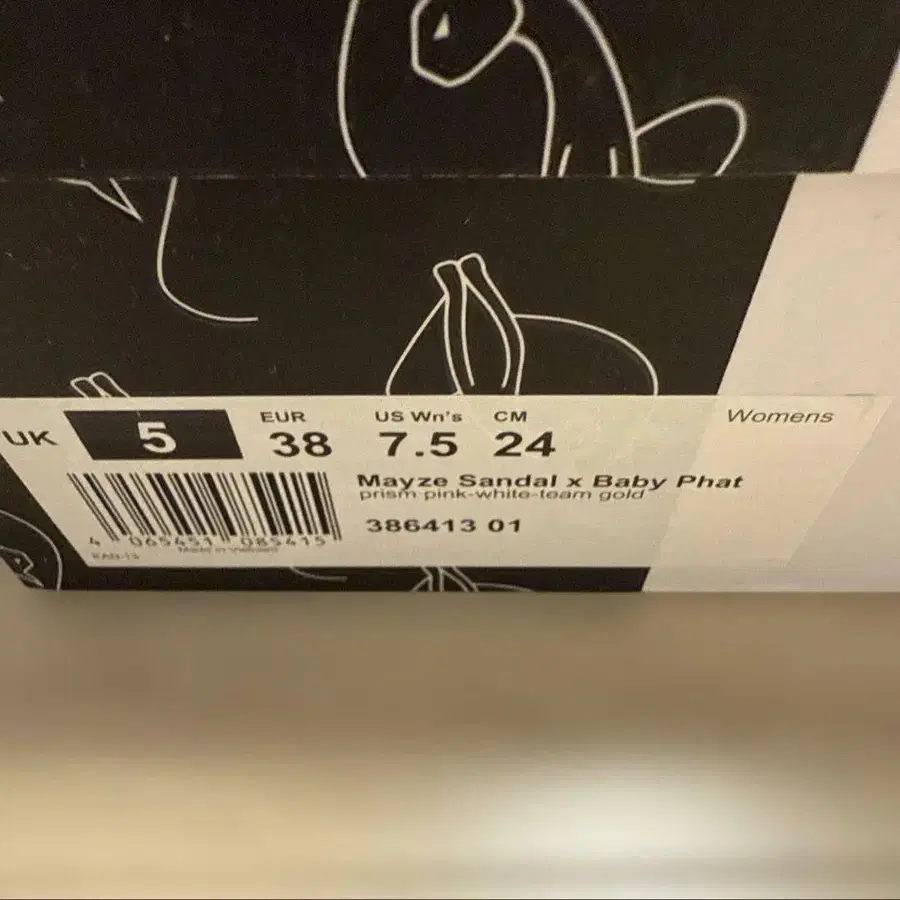 UK 5 EUR 38 US Wn's 7.5 CM 24 Womens
Mayze Sandal x Baby Phat
prism pink-white-team gold
386413 01
4 065451 085415
Made in Vietnam